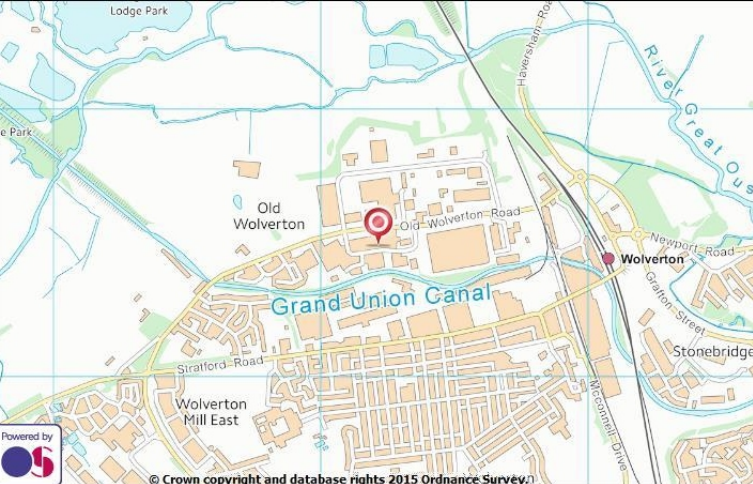 Lodge Park
Haversham Roa
River Great Ous
e Park
Old
Wolverton
Old Wolverton Road
Newport Road
Wolverton
Grand Union Canal
Grafton Street
Stratford Road
Stonebridge
McConnell Drive
Wolverton
Mill East
Powered by
OS
© Crown copyright and database rights 2015 Ordnance Survey.